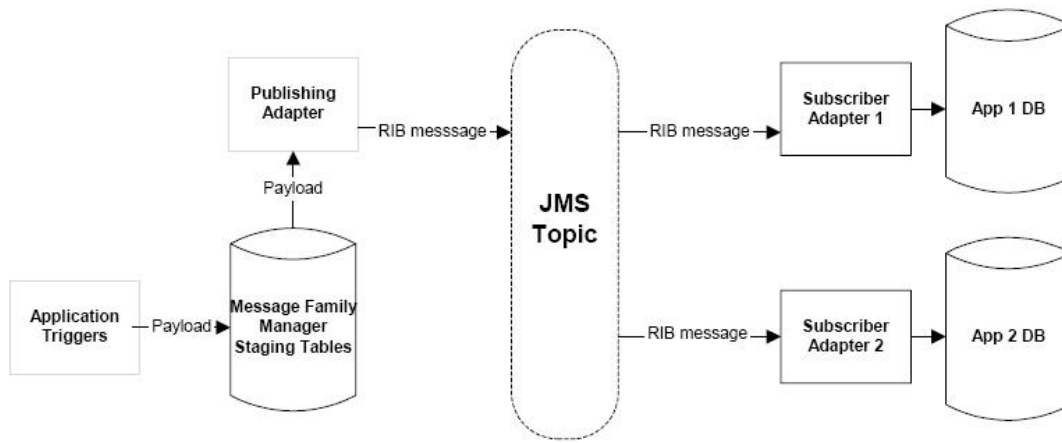 Publishing
Adapter
RIB messsage
Payload
Application
Triggers
Payload
Message Family
Manager
Staging Tables
JMS
Topic
RIB message
Subscriber
Adapter 1
App 1 DB
RIB message
Subscriber
Adapter 2
App 2 DB